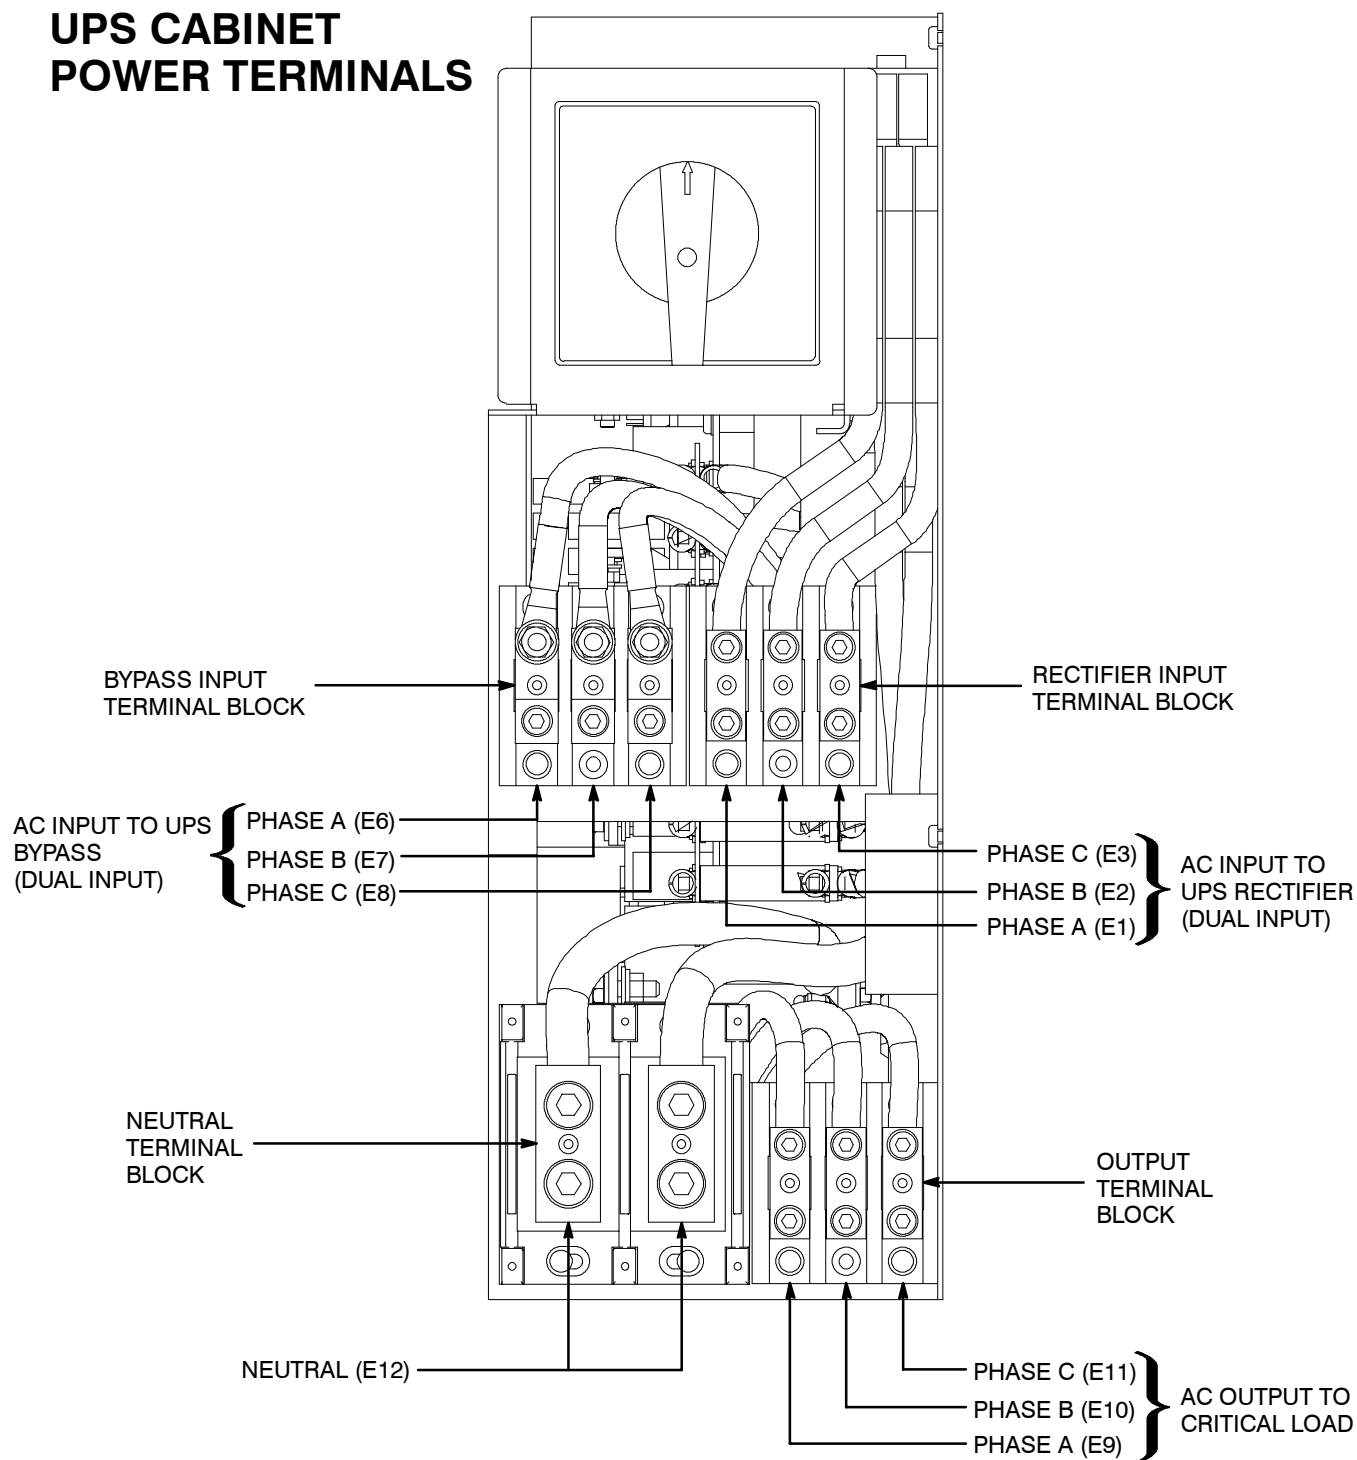 UPS CABINET
POWER TERMINALS
BYPASS INPUT
TERMINAL BLOCK
RECTIFIER INPUT
TERMINAL BLOCK
AC INPUT TO UPS
BYPASS
(DUAL INPUT)
PHASE A (E6)
PHASE B (E7)
PHASE C (E8)
PHASE C (E3)
PHASE B (E2)
PHASE A (E1)
AC INPUT TO
UPS RECTIFIER
(DUAL INPUT)
NEUTRAL
TERMINAL
BLOCK
OUTPUT
TERMINAL
BLOCK
NEUTRAL (E12)
PHASE C (E11)
PHASE B (E10)
PHASE A (E9)
AC OUTPUT TO
CRITICAL LOAD